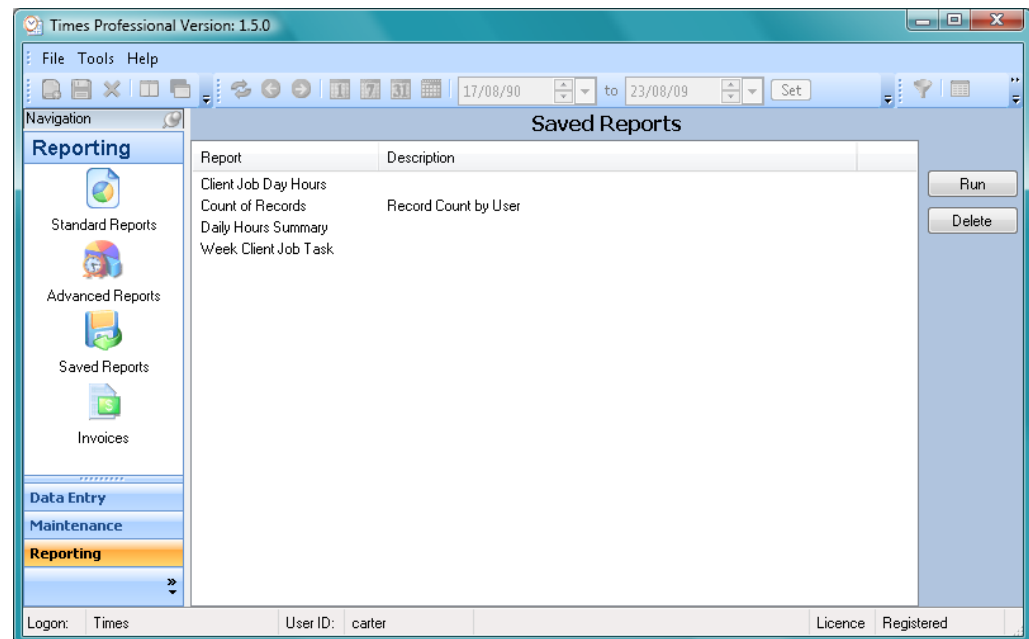 Times Professional Version: 1.5.0
File Tools Help
1 7 31 17/08/90 to 23/08/09 Set
Navigation
Saved Reports
Reporting
Report Description
Client Job Day Hours
Count of Records Record Count by User
Daily Hours Summary
Week Client Job Task
Run
Delete
Standard Reports
Advanced Reports
Saved Reports
Invoices
Data Entry
Maintenance
Reporting
Logon: Times User ID: carter Licence Registered